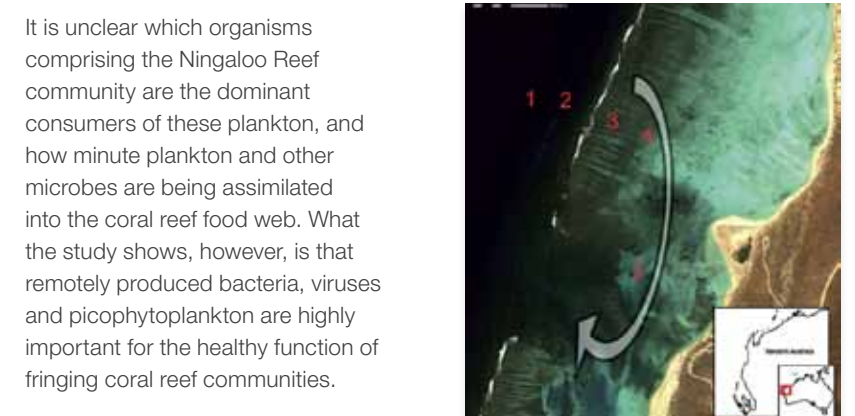 It is unclear which organisms
comprising the Ningaloo Reef
community are the dominant
consumers of these plankton, and
how minute plankton and other
microbes are being assimilated
into the coral reef food web. What
the study shows, however, is that
remotely produced bacteria, viruses
and picophytoplankton are highly
important for the healthy function of
fringing coral reef communities.
1 2
3 4